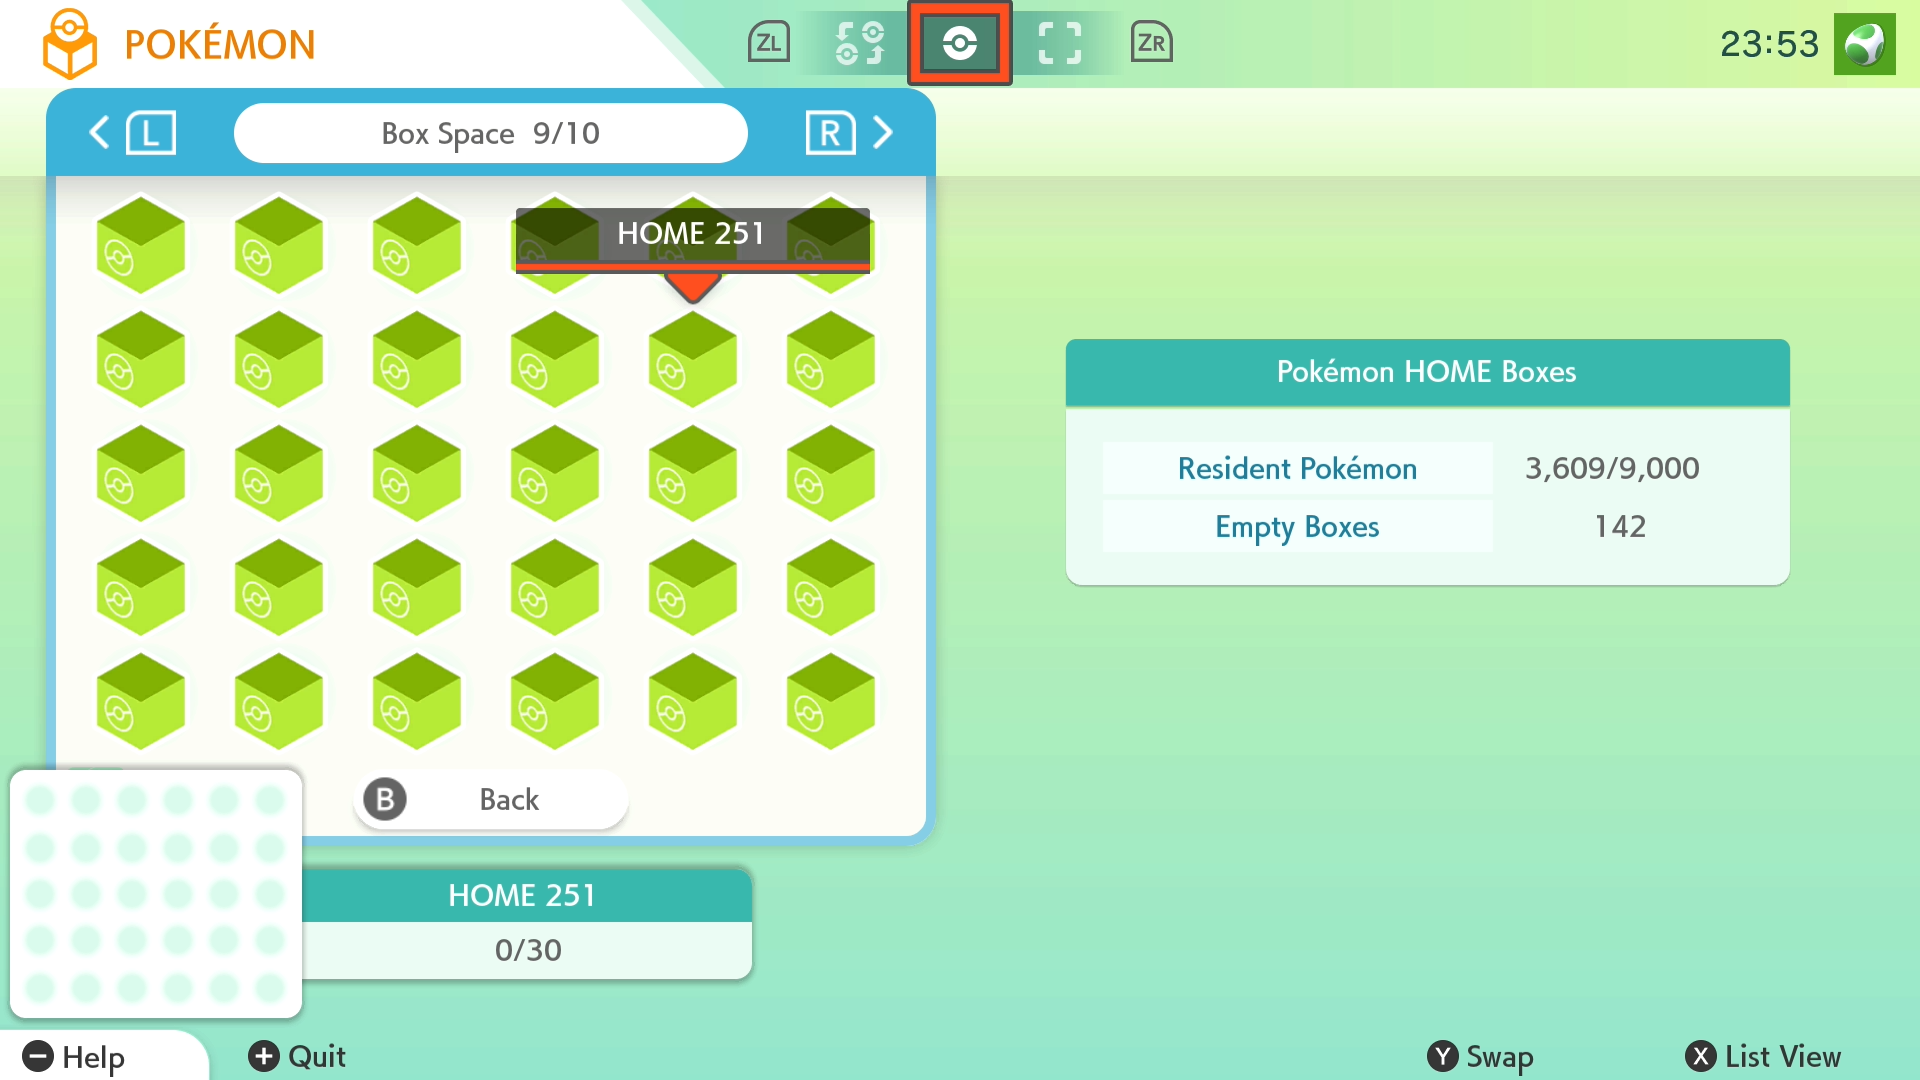 POKÉMON
ZL
ZR
23:53
L
Box Space 9/10
R
HOME 251
Pokémon HOME Boxes
Resident Pokémon 3,609/9,000
Empty Boxes 142
B Back
HOME 251
0/30
Help
Quit
Y Swap
X List View